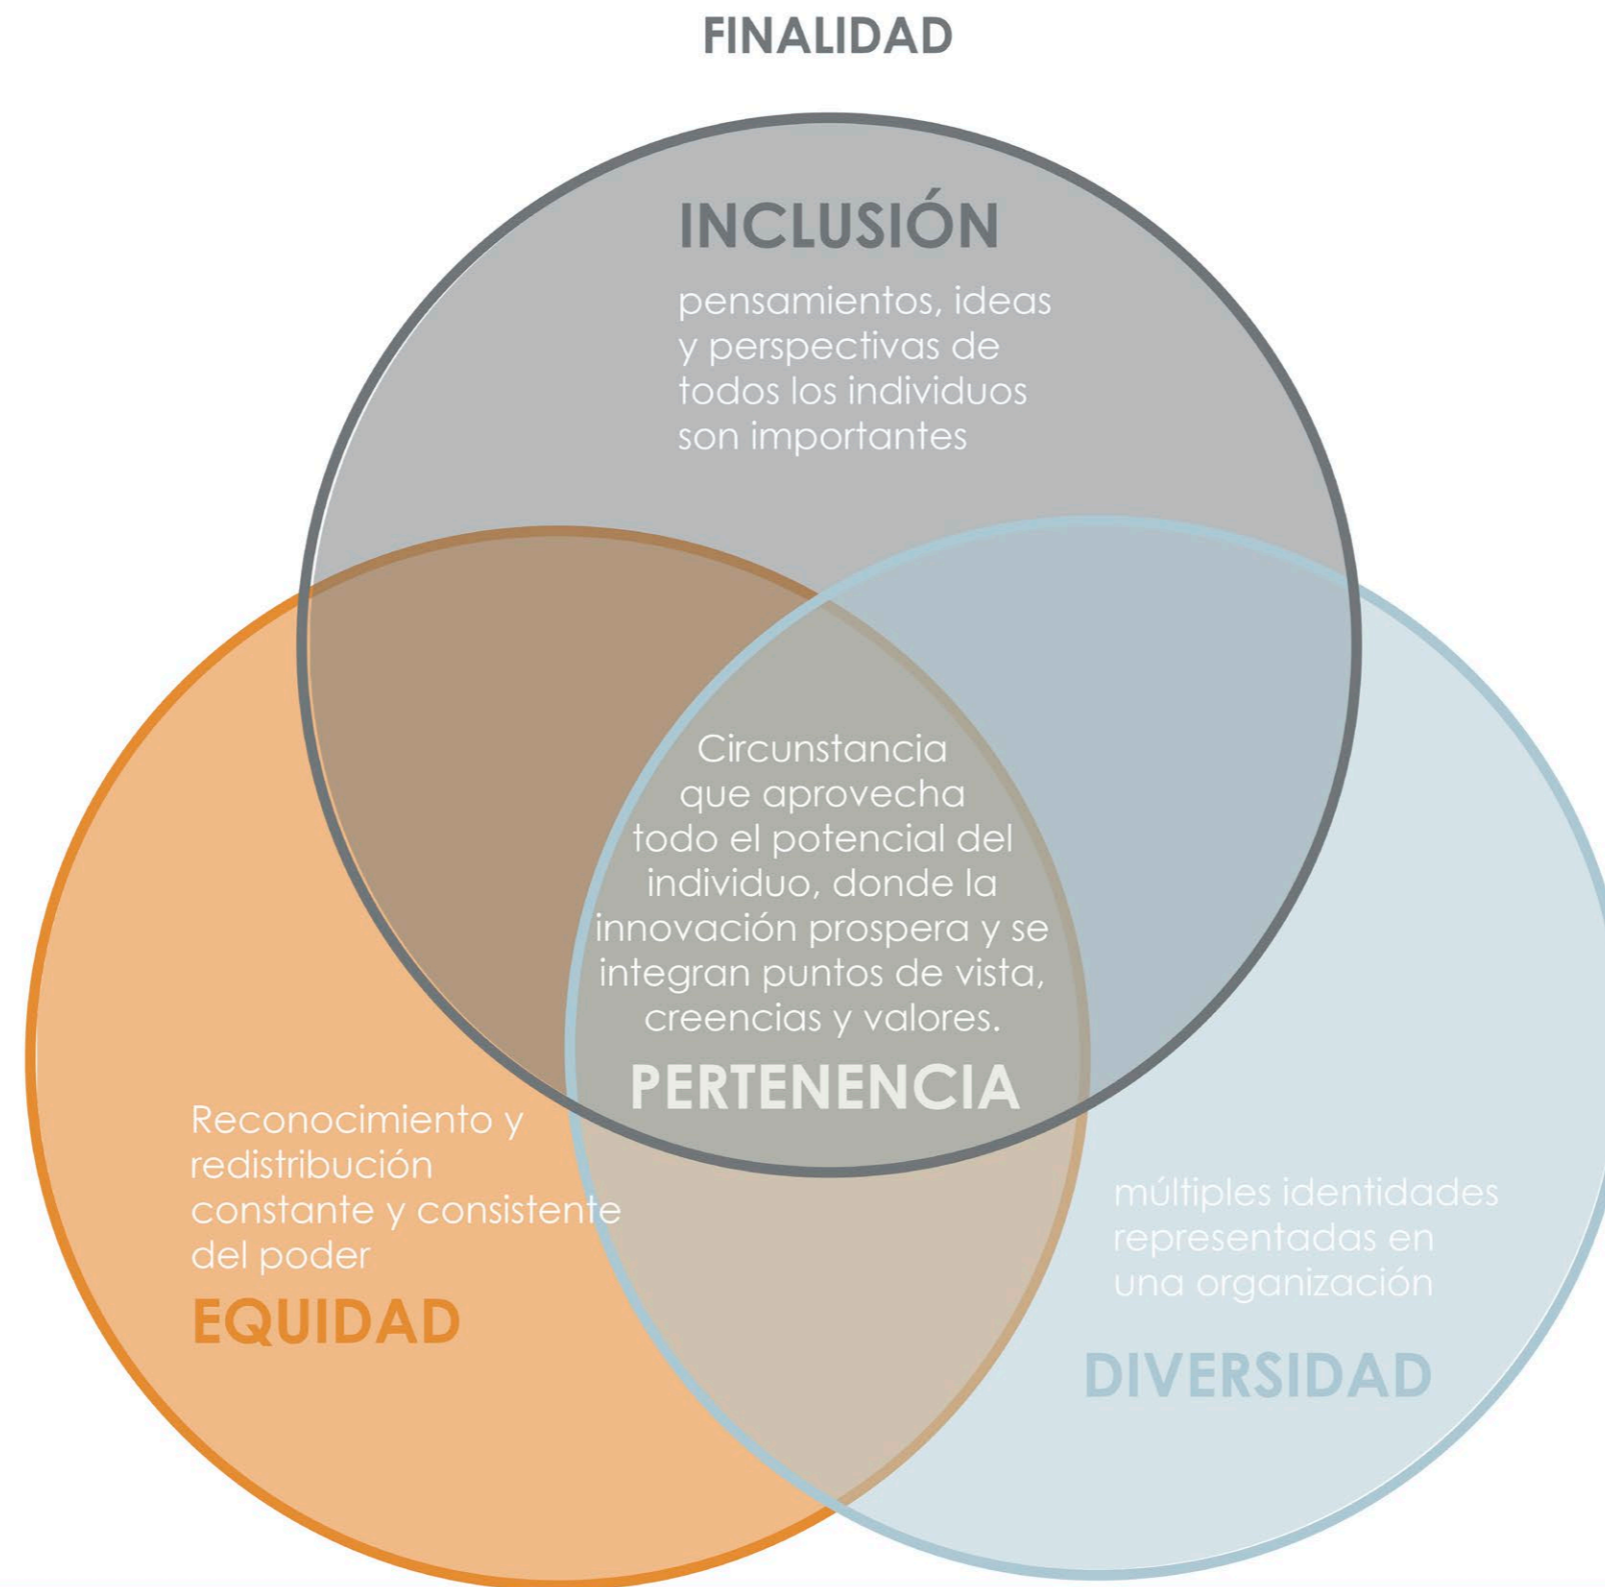 FINALIDAD
INCLUSIÓN
pensamientos, ideas
y perspectivas de
todos los individuos
son importantes
Circunstancia
que aprovecha
todo el potencial del
individuo, donde la
innovación prospera y se
integran puntos de vista,
creencias y valores.
PERTENENCIA
Reconocimiento y
redistribución
constante y consistente
del poder
EQUIDAD
múltiples identidades
representadas en
una organización
DIVERSIDAD